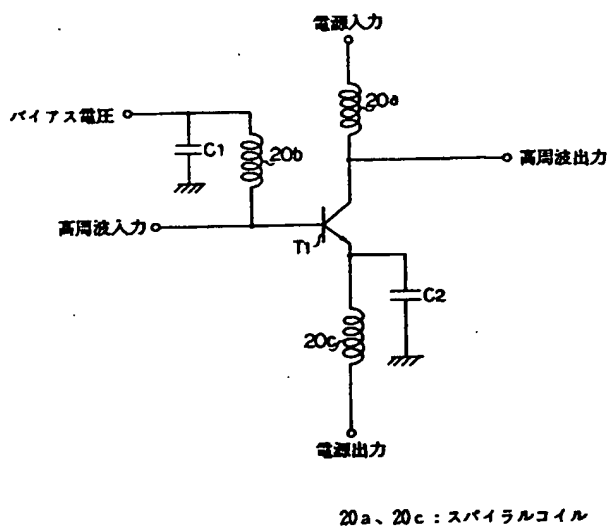 電源入力
20a
バイアス電圧
C1
20b
高周波出力
高周波入力
T1
C2
20c
電源出力
20a、20c:スパイラルコイル